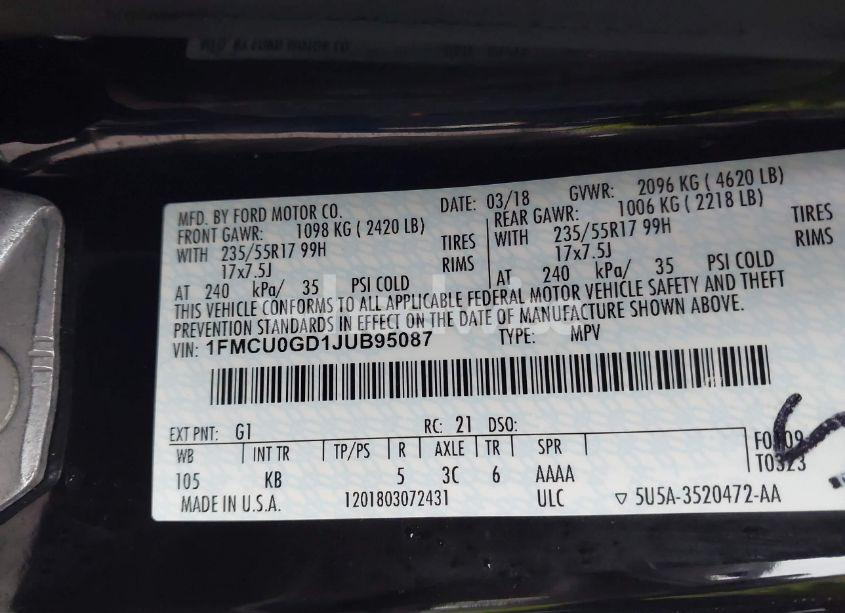 MFD. BY FORD MOTOR CO. DATE: 03/18 GVWR: 2096 KG ( 4620 LB)
FRONT GAWR: 1098 KG ( 2420 LB) REAR GAWR: 1006 KG ( 2218 LB)
WITH 235/55R17 99H TIRES WITH 235/55R17 99H TIRES
17x7.5J RIMS 17x7.5J RIMS
AT 240 kPa/ 35 PSI COLD AT 240 kPa/ 35 PSI COLD
THIS VEHICLE CONFORMS TO ALL APPLICABLE FEDERAL MOTOR VEHICLE SAFETY AND THEFT
PREVENTION STANDARDS IN EFFECT ON THE DATE OF MANUFACTURE SHOWN ABOVE.
VIN: 1FMCU0GD1JUB95087 TYPE: MPV
EXT PNT: G1 RC: 21 DSO:
WB INT TR TP/PS R AXLE TR SPR
105 KB 5 3C 6 AAAA
F0109
T0323
MADE IN U.S.A. 1201803072431 ULC ▽ 5U5A-3520472-AA